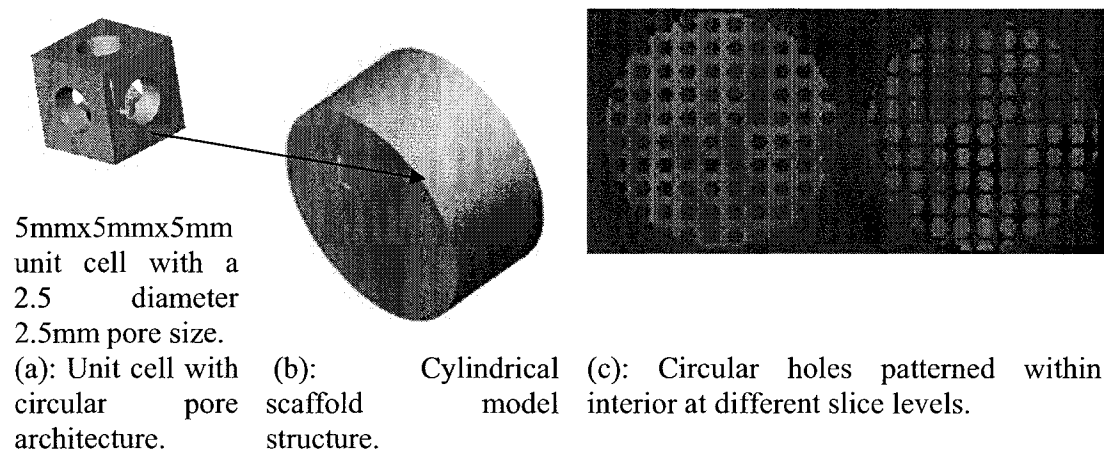 5mmx5mmx5mm
unit cell with a
2.5 diameter
2.5mm pore size.
(a): Unit cell with
circular pore
architecture.
(b): Cylindrical
scaffold model
structure.
(c): Circular holes patterned within
interior at different slice levels.